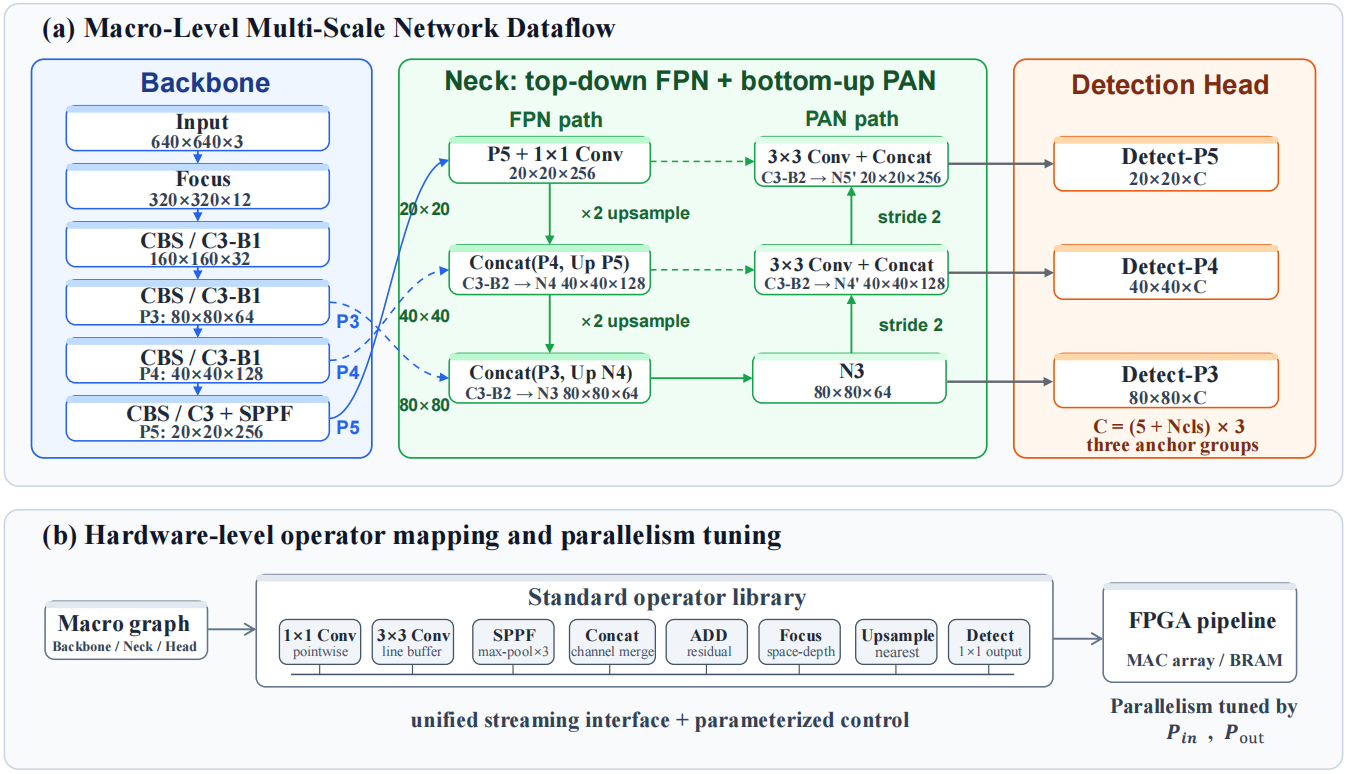 (a) Macro-Level Multi-Scale Network Dataflow
Backbone
Input
640×640×3
Focus
320×320×12
CBS / C3-B1
160×160×32
CBS / C3-B1
P3: 80×80×64
CBS / C3-B1
P4: 40×40×128
CBS / C3 + SPPF
P5: 20×20×256
P3
P4
P5
Neck: top-down FPN + bottom-up PAN
FPN path
PAN path
P5 + 1×1 Conv
20×20×256
20×20
×2 upsample
Concat(P4, Up P5)
C3-B2 → N4 40×40×128
40×40
×2 upsample
Concat(P3, Up N4)
C3-B2 → N3 80×80×64
80×80
3×3 Conv + Concat
C3-B2 → N5' 20×20×256
stride 2
3×3 Conv + Concat
C3-B2 → N4' 40×40×128
stride 2
N3
80×80×64
Detection Head
Detect-P5
20×20×C
Detect-P4
40×40×C
Detect-P3
80×80×C
C = (5 + Ncls) × 3
three anchor groups
(b) Hardware-level operator mapping and parallelism tuning
Macro graph
Backbone / Neck / Head
Standard operator library
1×1 Conv
pointwise
3×3 Conv
line buffer
SPPF
max-pool×3
Concat
channel merge
ADD
residual
Focus
space-depth
Upsample
nearest
Detect
1×1 output
unified streaming interface + parameterized control
FPGA pipeline
MAC array / BRAM
Parallelism tuned by
P_in , P_out